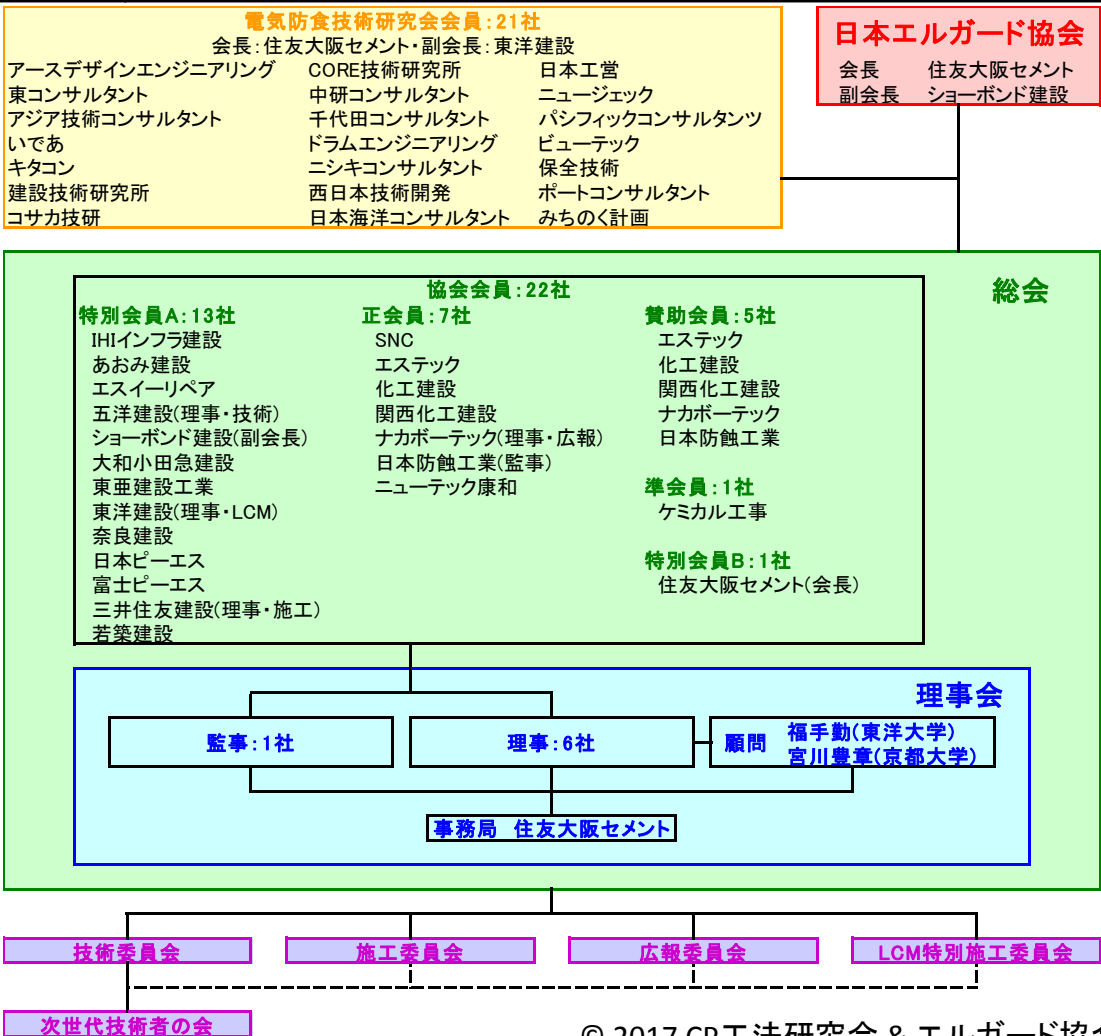 電気防食技術研究会会員:21社
会長:住友大阪セメント・副会長:東洋建設
アースデザインエンジニアリング
東コンサルタント
アジア技術コンサルタント
いであ
キタコン
建設技術研究所
コサカ技研
CORE技術研究所
中研コンサルタント
千代田コンサルタント
ドラムエンジニアリング
ニシキコンサルタント
西日本技術開発
日本海洋コンサルタント
日本工営
ニュージェック
パシフィックコンサルタンツ
ビューテック
保全技術
ポートコンサルタント
みちのく計画
日本エルガード協会
会長 住友大阪セメント
副会長 ショーボンド建設
総会
協会会員:22社
特別会員A:13社
IHIインフラ建設
あおみ建設
エスイーリペア
五洋建設(理事・技術)
ショーボンド建設(副会長)
大和小田急建設
東亜建設工業
東洋建設(理事・LCM)
奈良建設
日本ピーエス
富士ピーエス
三井住友建設(理事・施工)
若築建設
正会員:7社
SNC
エステック
化工建設
関西化工建設
ナカボーテック(理事・広報)
日本防蝕工業(監事)
ニューテック康和
賛助会員:5社
エステック
化工建設
関西化工建設
ナカボーテック
日本防蝕工業
準会員:1社
ケミカル工事
特別会員B:1社
住友大阪セメント(会長)
理事会
監事:1社
理事:6社
顧問 福手勤(東洋大学)
宮川豊章(京都大学)
事務局 住友大阪セメント
技術委員会
施工委員会
広報委員会
LCM特別施工委員会
次世代技術者の会
© 2017 CP工法研究会 & エルガード協会